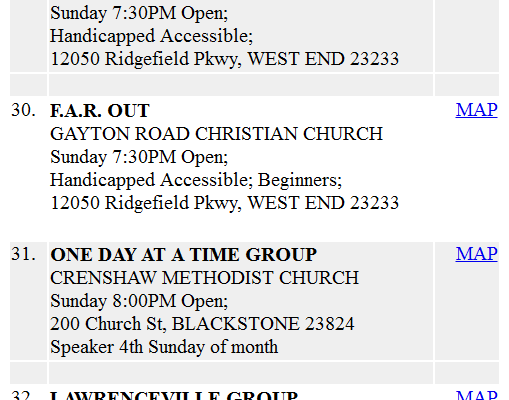 Sunday 7:30PM Open;
Handicapped Accessible;
12050 Ridgefield Pkwy, WEST END 23233
30. F.A.R. OUT MAP
GAYTON ROAD CHRISTIAN CHURCH
Sunday 7:30PM Open;
Handicapped Accessible; Beginners;
12050 Ridgefield Pkwy, WEST END 23233
31. ONE DAY AT A TIME GROUP MAP
CRENSHAW METHODIST CHURCH
Sunday 8:00PM Open;
200 Church St, BLACKSTONE 23824
Speaker 4th Sunday of month
32. LAWRENCEVILLE GROUP MAP